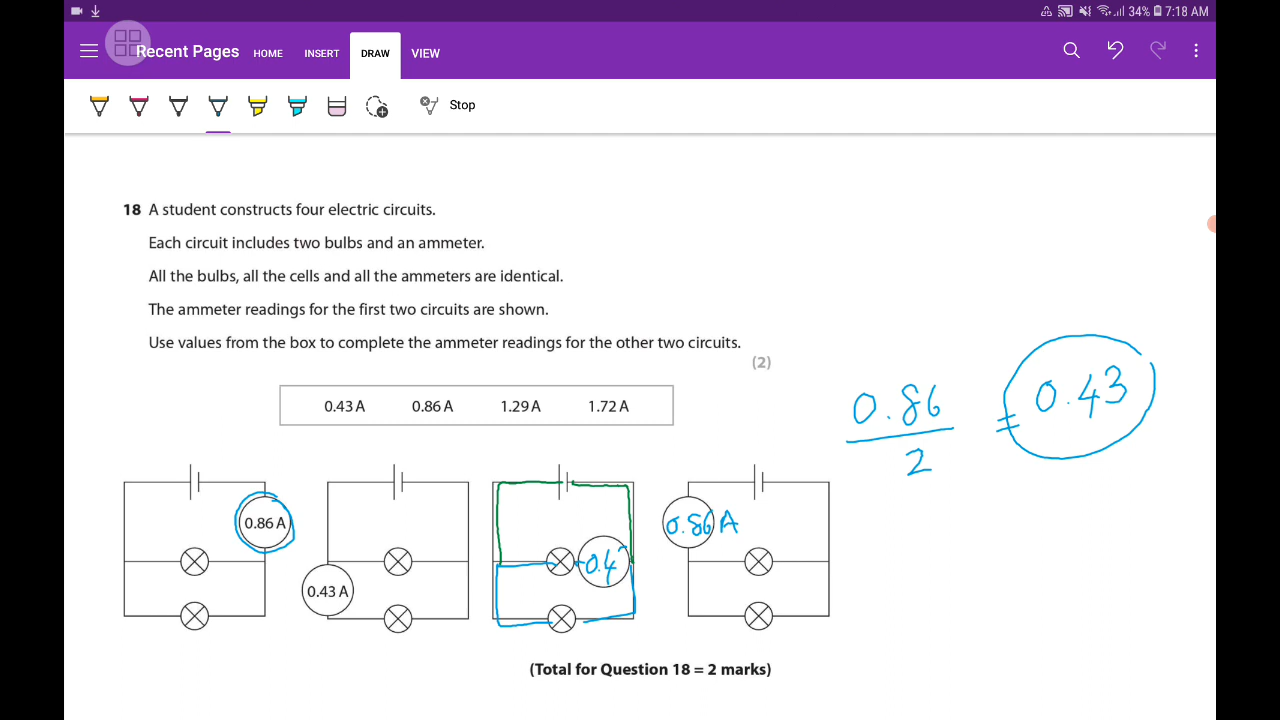 34% 7:18 AM
Recent Pages HOME INSERT DRAW VIEW
Stop
18 A student constructs four electric circuits.
Each circuit includes two bulbs and an ammeter.
All the bulbs, all the cells and all the ammeters are identical.
The ammeter readings for the first two circuits are shown.
Use values from the box to complete the ammeter readings for the other two circuits.
(2)
0.43 A 0.86 A 1.29 A 1.72 A
0.86
2
= 0.43
0.86 A
0.43 A
0.4
0.86 A
(Total for Question 18 = 2 marks)